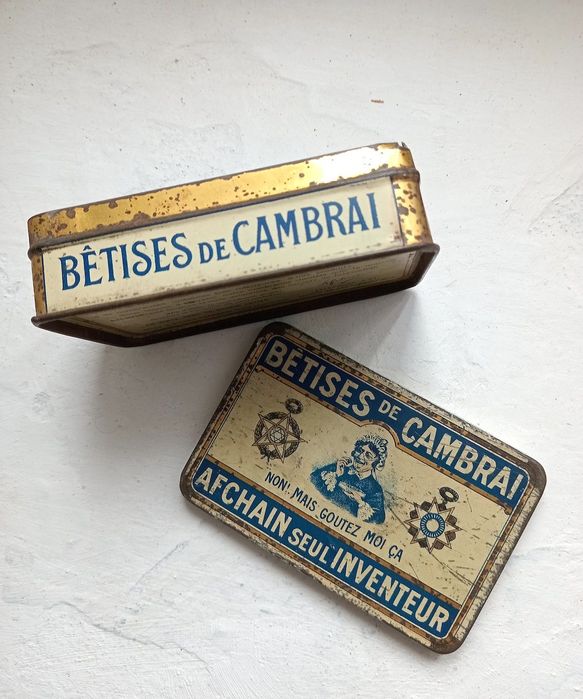 BÊTISES DE CAMBRAI
BÊTISES DE CAMBRAI
NON! MAIS GOUTEZ MOI ÇA
AFCHAIN SEUL INVENTEUR